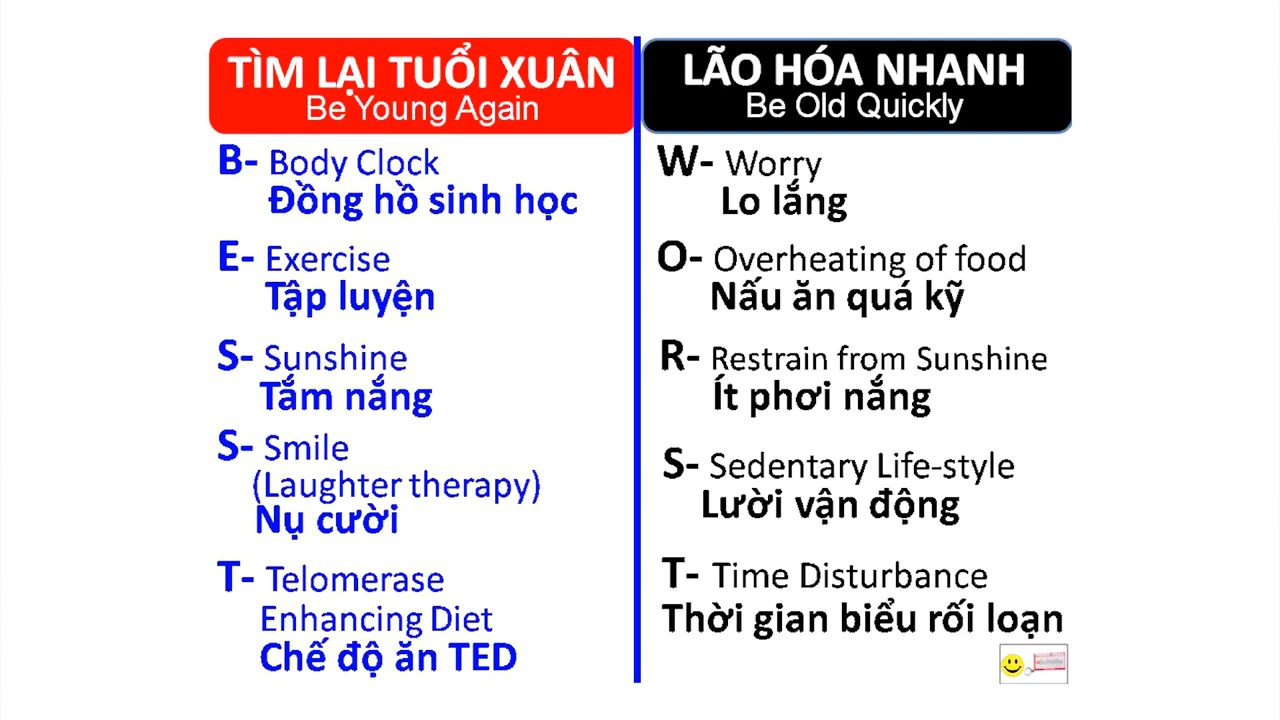 TÌM LẠI TUỔI XUÂN
Be Young Again
B- Body Clock
Đồng hồ sinh học
E- Exercise
Tập luyện
S- Sunshine
Tắm nắng
S- Smile
(Laughter therapy)
Nụ cười
T- Telomerase
Enhancing Diet
Chế độ ăn TED
LÃO HÓA NHANH
Be Old Quickly
W- Worry
Lo lắng
O- Overheating of food
Nấu ăn quá kỹ
R- Restrain from Sunshine
Ít phơi nắng
S- Sedentary Life-style
Lười vận động
T- Time Disturbance
Thời gian biểu rối loạn